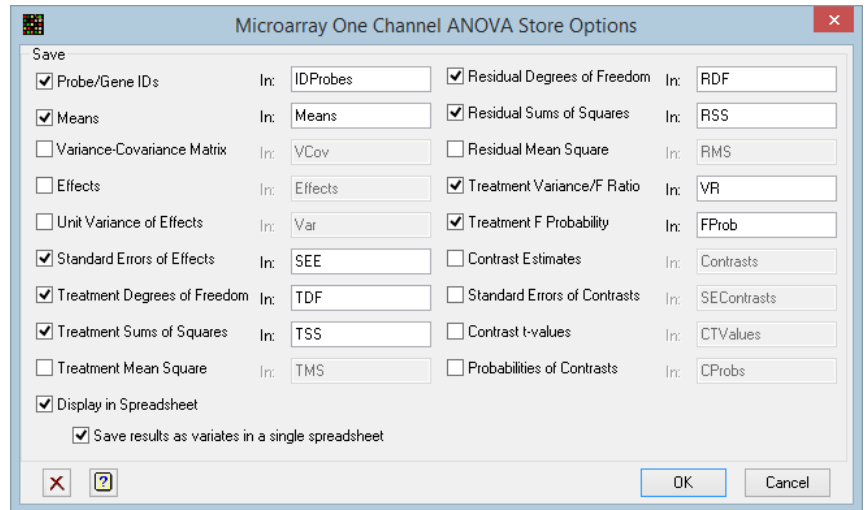 Microarray One Channel ANOVA Store Options
Save
Probe/Gene IDs In: IDProbes
Means In: Means
Variance-Covariance Matrix In: VCov
Effects In: Effects
Unit Variance of Effects In: Var
Standard Errors of Effects In: SEE
Treatment Degrees of Freedom In: TDF
Treatment Sums of Squares In: TSS
Treatment Mean Square In: TMS
Residual Degrees of Freedom In: RDF
Residual Sums of Squares In: RSS
Residual Mean Square In: RMS
Treatment Variance/F Ratio In: VR
Treatment F Probability In: FProb
Contrast Estimates In: Contrasts
Standard Errors of Contrasts In: SEContrasts
Contrast t-values In: CTValues
Probabilities of Contrasts In: CProbs
Display in Spreadsheet
Save results as variates in a single spreadsheet
OK Cancel